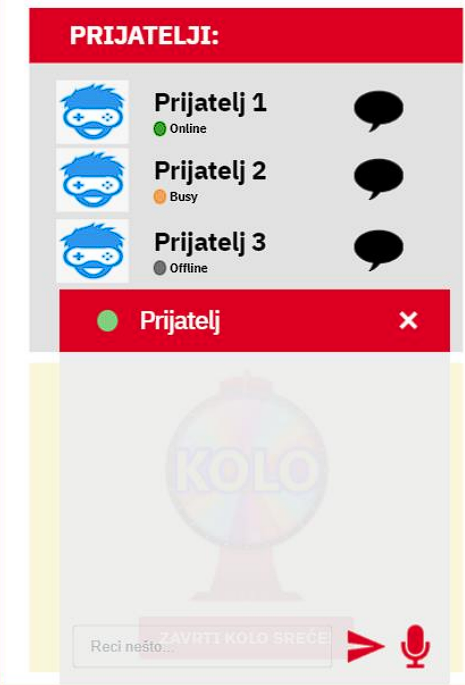 PRIJATELJI:
Prijatelj 1
Online
Prijatelj 2
Busy
Prijatelj 3
Offline
Prijatelj
KOLO
ZAVRTI KOLO SREĆE
Reci nešto...